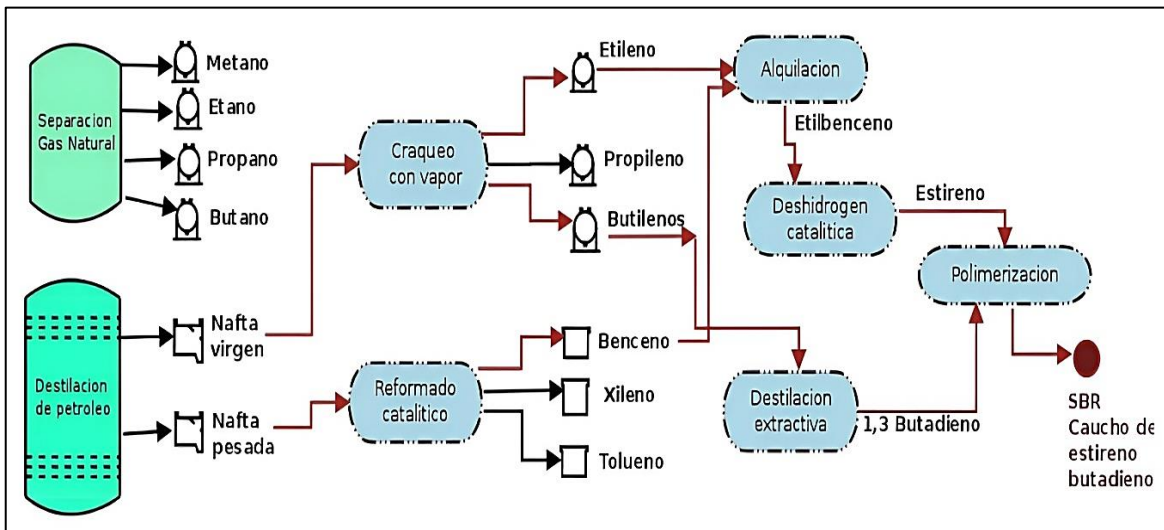 Separacion
Gas Natural
Metano
Etano
Propano
Butano
Destilacion
de petroleo
Nafta
virgen
Nafta
pesada
Craqueo
con vapor
Reformado
catalitico
Etileno
Propileno
Butilenos
Benceno
Xileno
Tolueno
Alquilacion
Etilbenceno
Deshidrogen
catalitica
Estireno
Destilacion
extractiva
1,3 Butadieno
Polimerizacion
SBR
Caucho de
estireno
butadieno